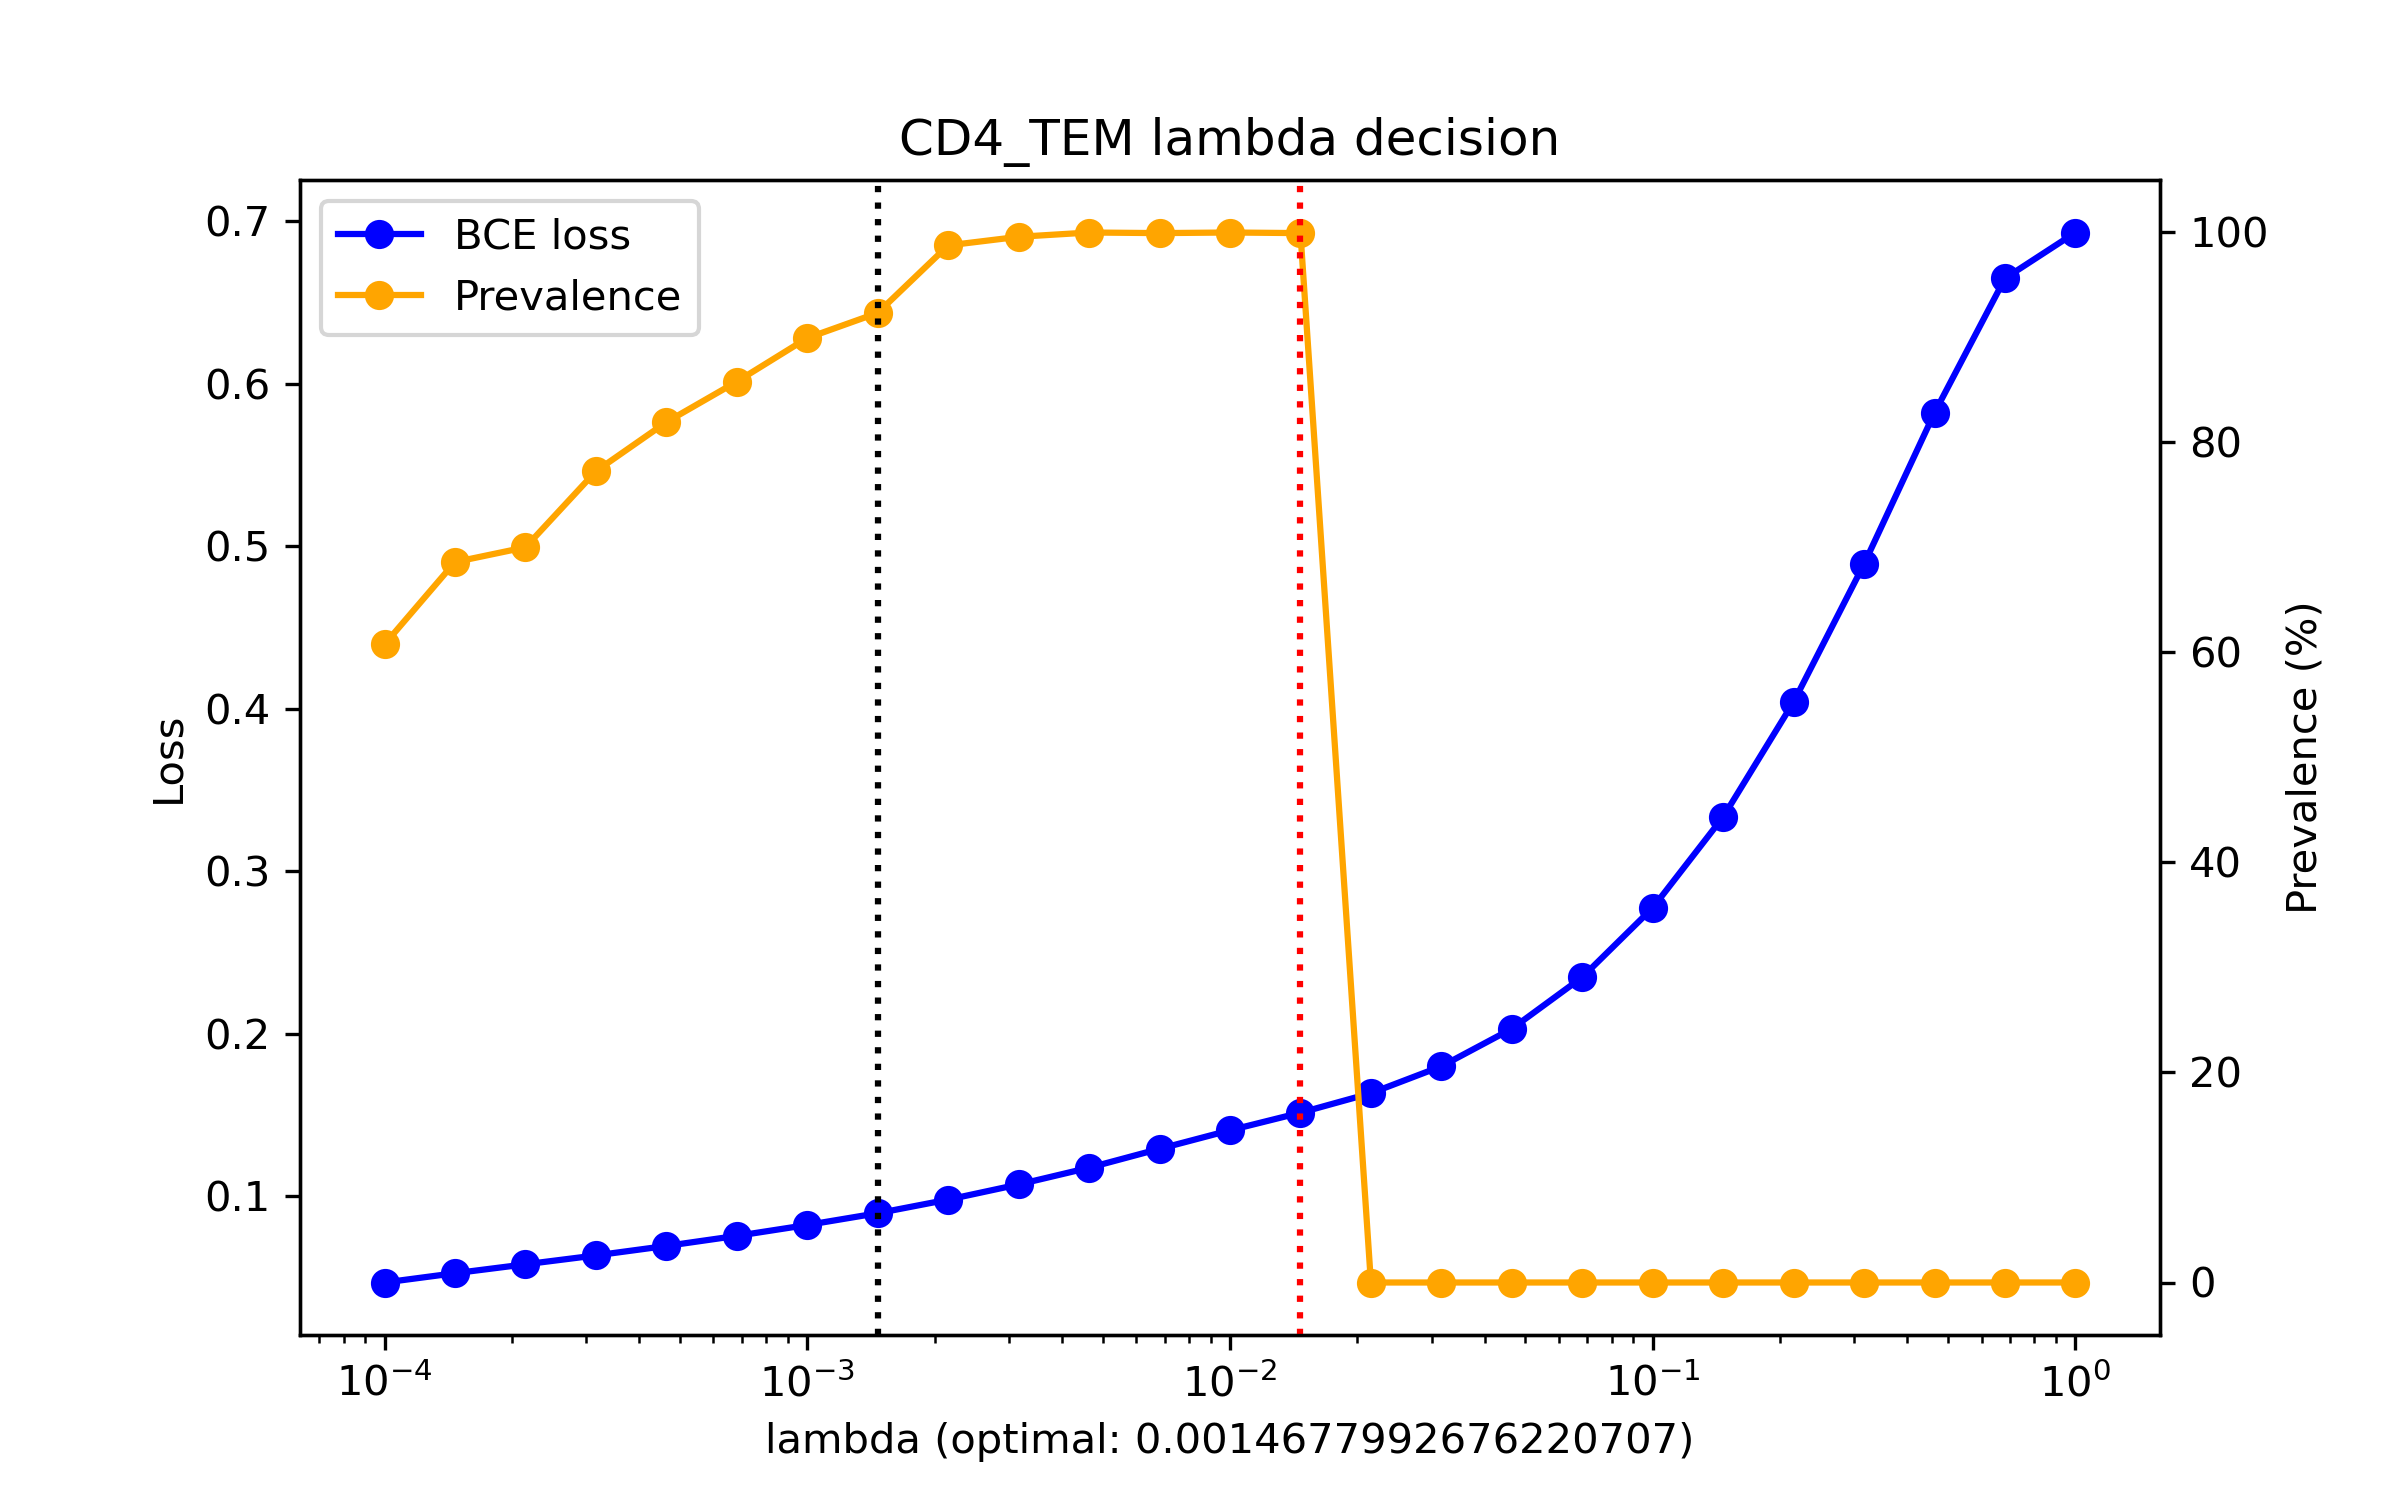 CD4_TEM lambda decision
BCE loss
Prevalence
0.7
0.6
0.5
0.4
0.3
0.2
0.1
Loss
100
80
60
40
20
0
Prevalence (%)
10⁻⁴ 10⁻³ 10⁻² 10⁻¹ 10⁰
lambda (optimal: 0.0014677992676220707)